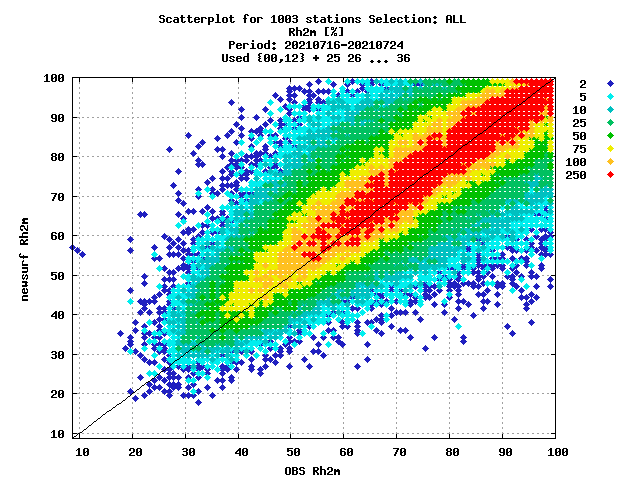 Scatterplot for 1003 stations Selection: ALL
Rh2m [%]
Period: 20210716-20210724
Used {00,12} + 25 26 ... 36
100
90
80
70
60
50
40
30
20
10
newsurf Rh2m
10 20 30 40 50 60 70 80 90 100
OBS Rh2m
2
5
10
25
50
75
100
250